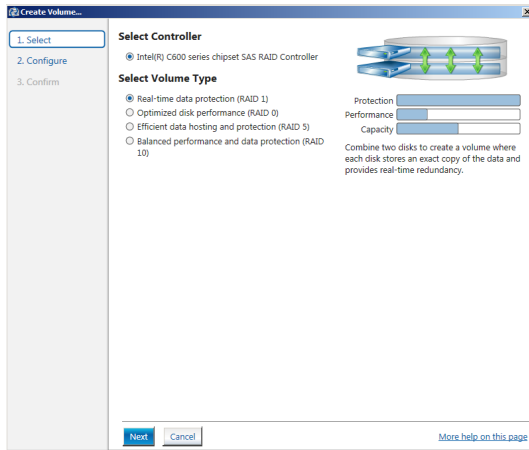 Create Volume...
1. Select
2. Configure
3. Confirm
Select Controller
Intel(R) C600 series chipset SAS RAID Controller
Select Volume Type
Real-time data protection (RAID 1)
Optimized disk performance (RAID 0)
Efficient data hosting and protection (RAID 5)
Balanced performance and data protection (RAID
10)
Protection
Performance
Capacity
Combine two disks to create a volume where
each disk stores an exact copy of the data and
provides real-time redundancy.
Next
Cancel
More help on this page